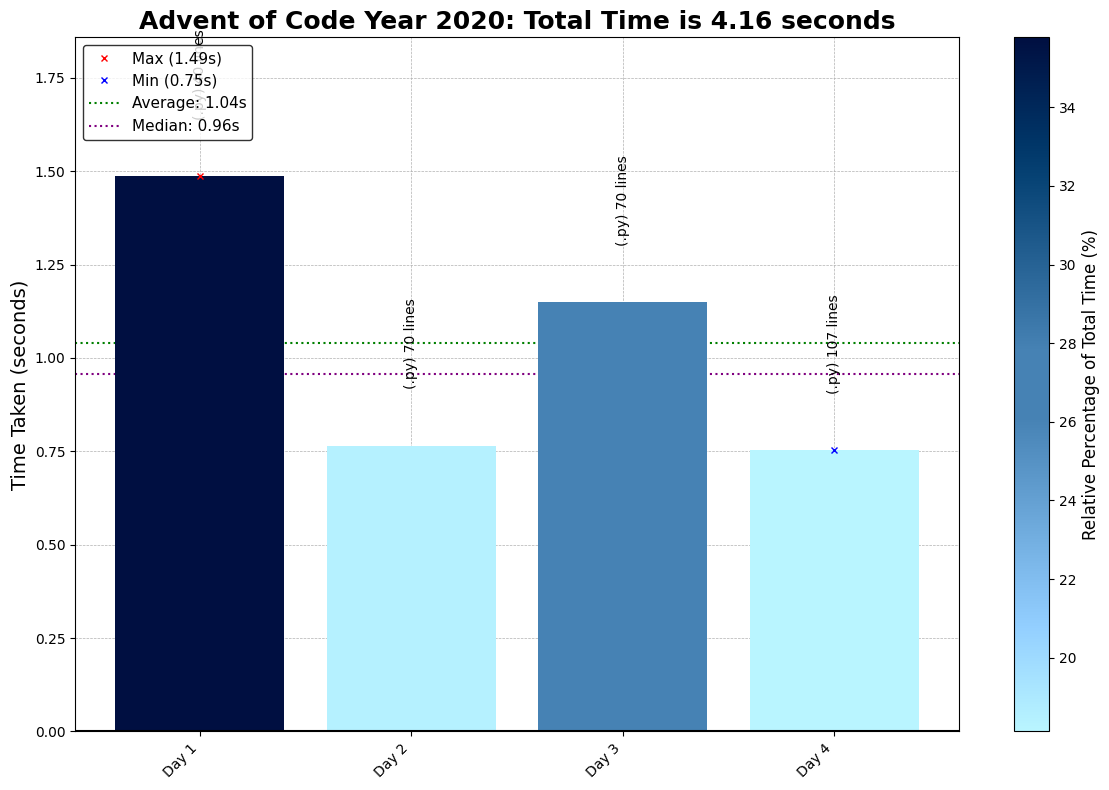 Advent of Code Year 2020: Total Time is 4.16 seconds
Max (1.49s)
Min (0.75s)
Average: 1.04s
Median: 0.96s
Time Taken (seconds)
1.75
1.50
1.25
1.00
0.75
0.50
0.25
0.00
(.py) lines
(.py) 70 lines
(.py) 70 lines
(.py) 107 lines
Day 1
Day 2
Day 3
Day 4
34
32
30
28
26
24
22
20
Relative Percentage of Total Time (%)